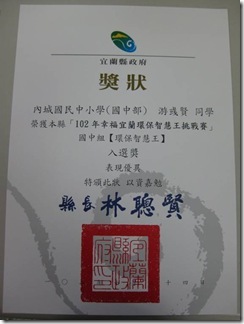 宜蘭縣政府
獎狀
內城國民中小學(國中部) 游彧賢 同學
榮獲本縣「102年幸福宜蘭環保智慧王挑戰賽」
國中組【環保智慧王】
入選獎
表現優異
特頒此狀 以資嘉勉
縣長 林聰賢